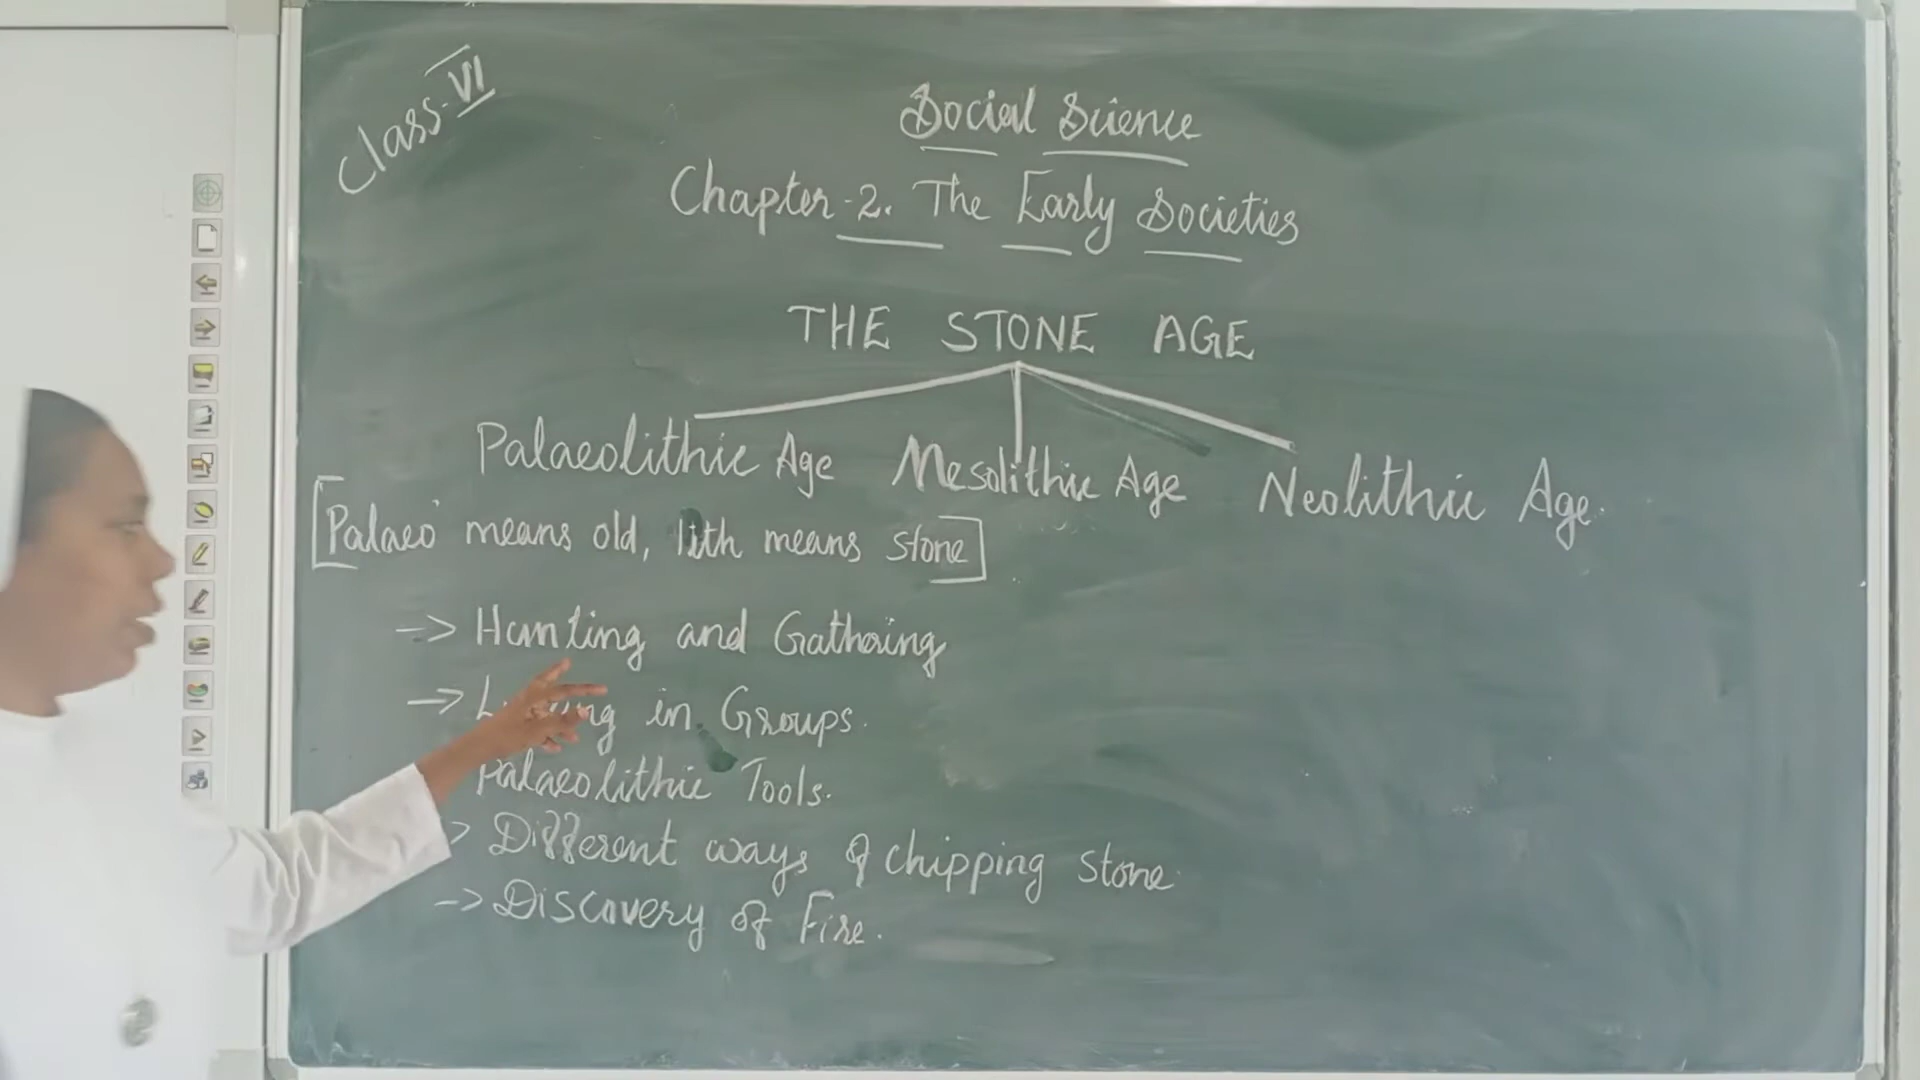 Class-VI
Social Science
Chapter-2. The Early Societies
THE STONE AGE
Palaeolithic Age Mesolithic Age Neolithic Age.
[Palaeo' means old, lith means stone]
-> Hunting and Gathering
-> in Groups.
Palaeolithic Tools.
> Different ways of chipping stone.
-> Discovery of Fire.